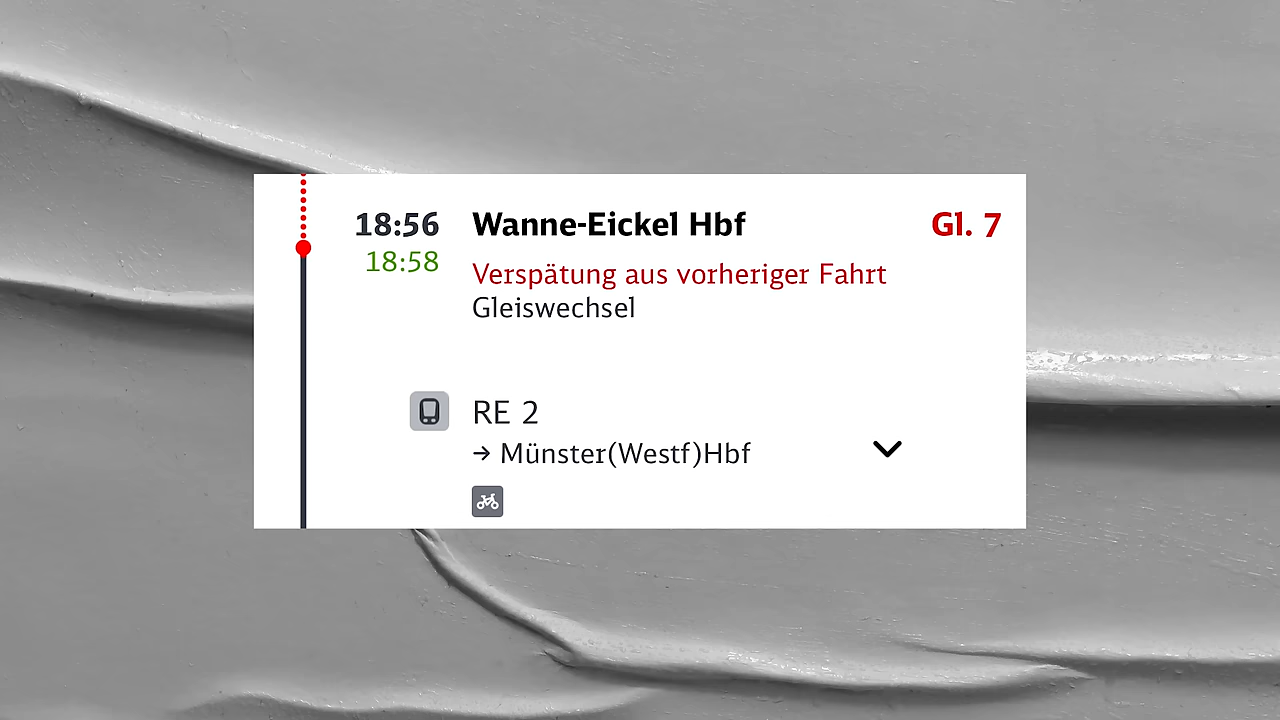 18:56 Wanne-Eickel Hbf Gl. 7
18:58
Verspätung aus vorheriger Fahrt
Gleiswechsel
RE 2
→ Münster(Westf)Hbf